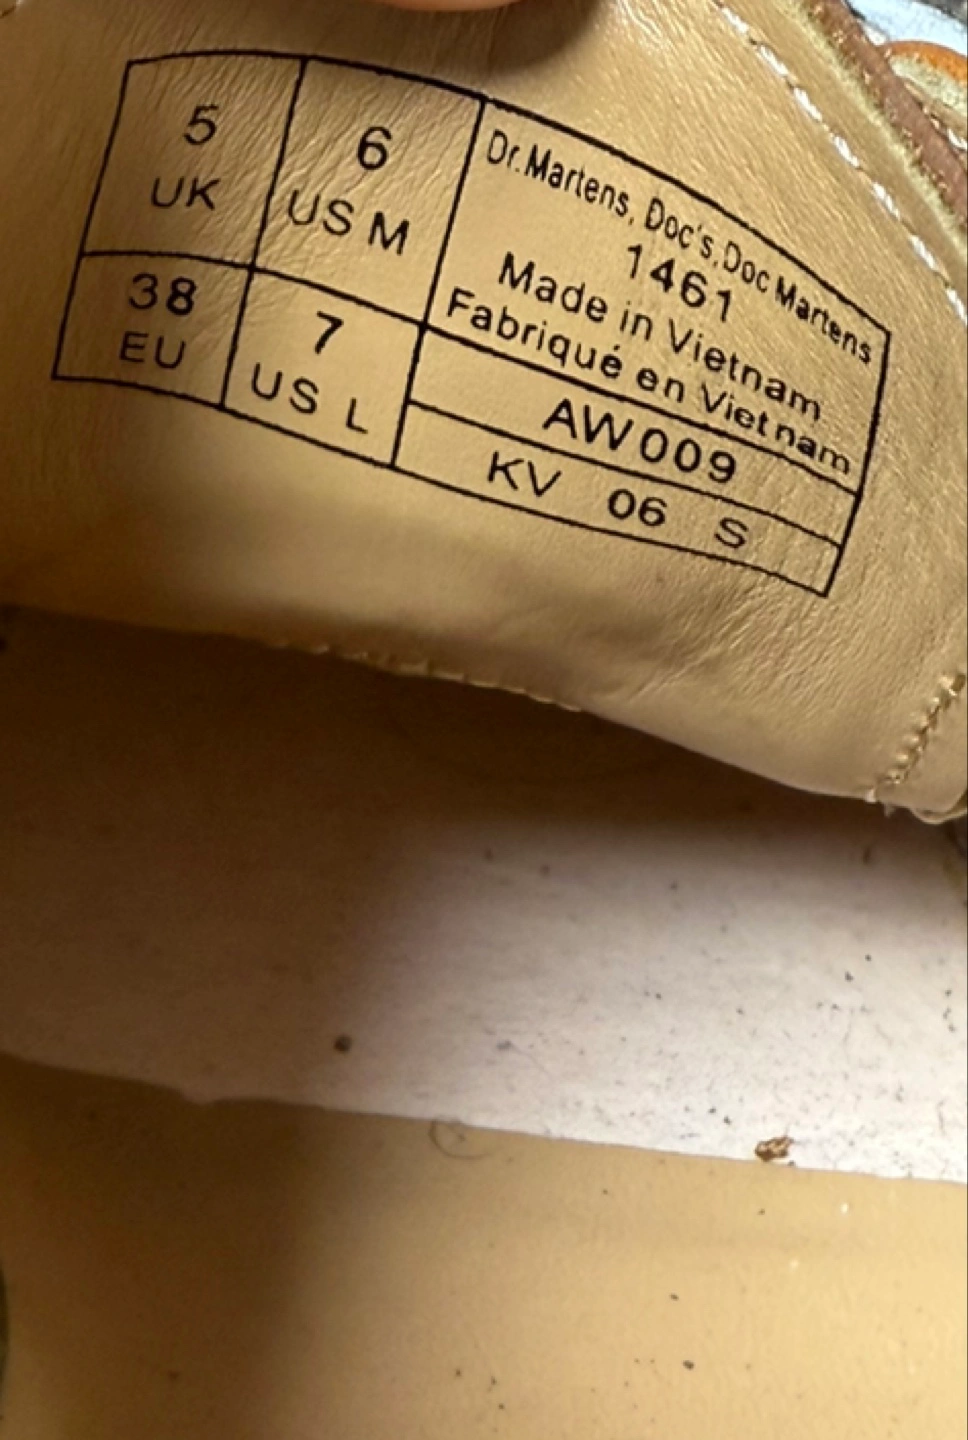 5
UK
6
US M
38
EU
7
US L
Dr.Martens, Doc's, Doc Martens
1461
Made in Vietnam
Fabriqué en Vietnam
AW009
KV 06 S